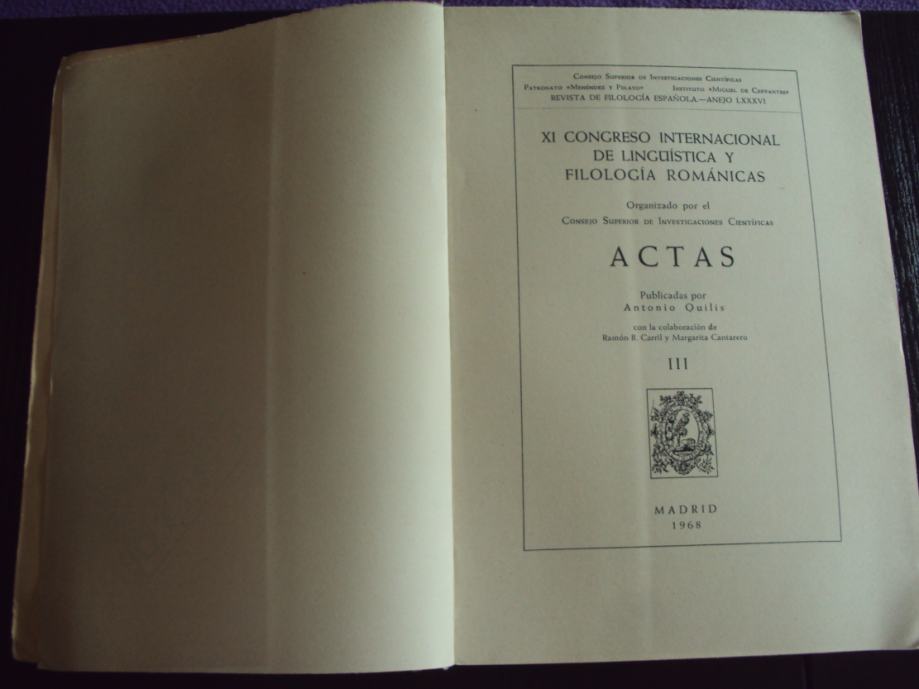 Consejo Superior de Investigaciones Científicas
Patronato «Menéndez y Pelayo» Instituto «Miguel de Cervantes»
REVISTA DE FILOLOGÍA ESPAÑOLA.—ANEJO LXXXVI
XI CONGRESO INTERNACIONAL
DE LINGÜÍSTICA Y
FILOLOGÍA ROMÁNICAS
Organizado por el
Consejo Superior de Investigaciones Científicas
ACTAS
Publicadas por
Antonio Quilis
con la colaboración de
Ramón B. Carril y Margarita Cantarero
III
MADRID
1968